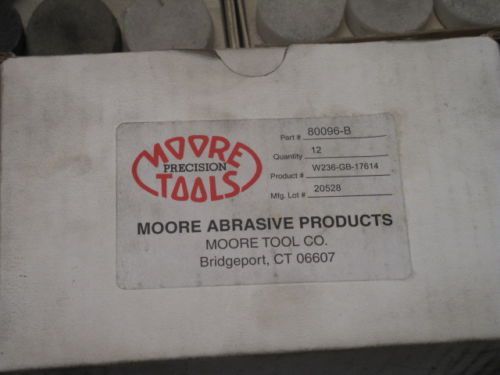 MOORE
PRECISION
TOOLS
Part # 80096-B
Quantity 12
Product # W236-GB-17614
Mfg. Lot # 20528
MOORE ABRASIVE PRODUCTS
MOORE TOOL CO.
Bridgeport, CT 06607